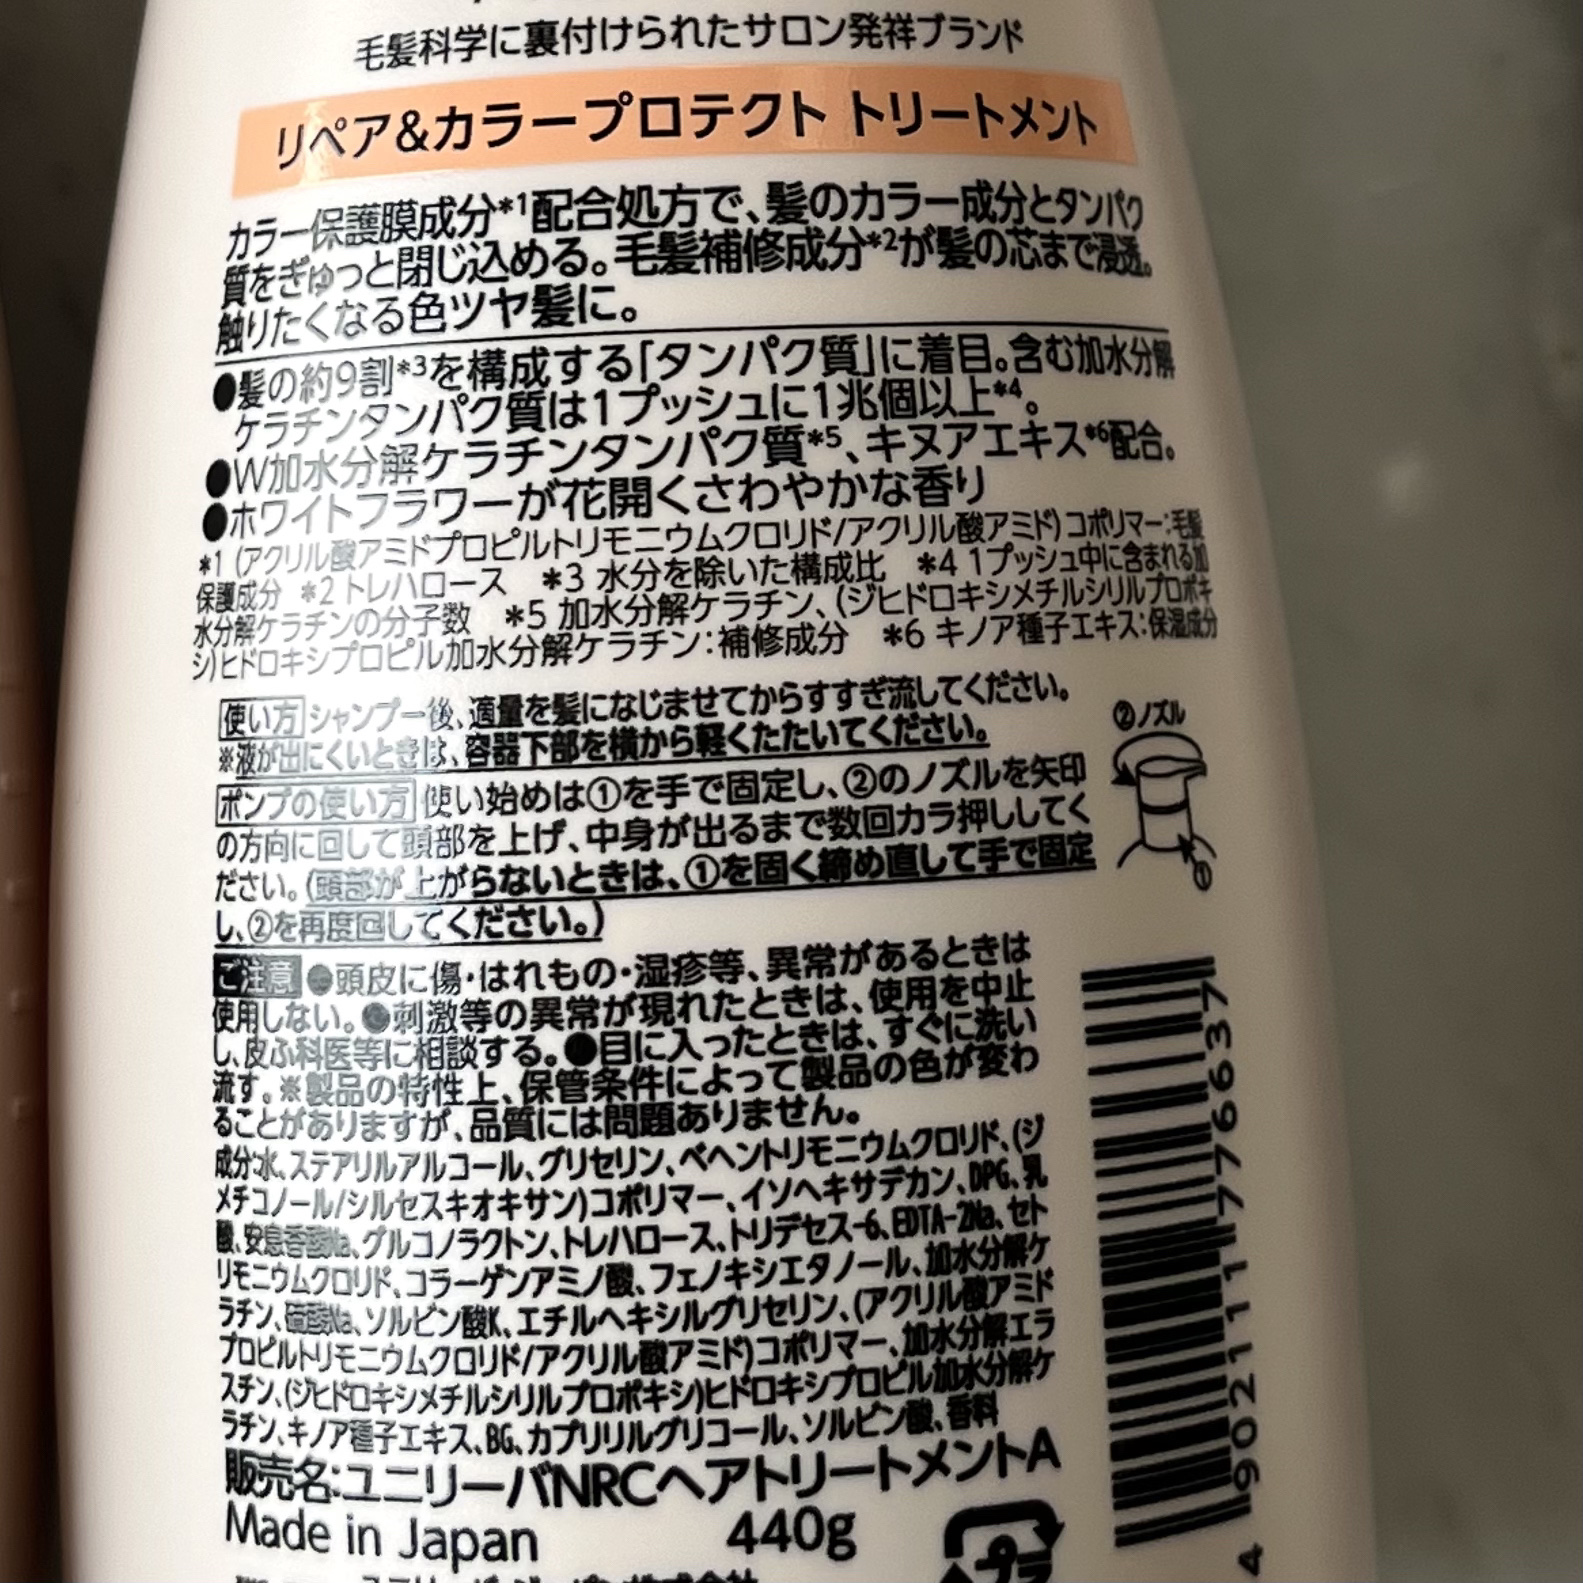 毛髪科学に裏付けられたサロン発祥ブランド
リペア&カラープロテクト トリートメント
カラー保護膜成分*1配合処方で、髪のカラー成分とタンパク
質をぎゅっと閉じ込める。毛髪補修成分*2が髪の芯まで浸透。
触りたくなる色ツヤ髪に。
●髪の約9割*3を構成する「タンパク質」に着目。含む加水分解
ケラチンタンパク質は1プッシュに1兆個以上*4。
●W加水分解ケラチンタンパク質*5、キヌアエキス*6配合。
●ホワイトフラワーが花開くさわやかな香り
*1 (アクリル酸アミドプロピルトリモニウムクロリド/アクリル酸アミド)コポリマー:毛髪
保護成分 *2 トレハロース *3 水分を除いた構成比 *4 1プッシュ中に含まれる加
水分解ケラチンの分子数 *5 加水分解ケラチン、(ジヒドロキシメチルシリルプロポキ
シ)ヒドロキシプロピル加水分解ケラチン:補修成分 *6 キノア種子エキス:保湿成分
使い方 シャンプー後、適量を髪になじませてからすすぎ流してください。
※液が出にくいときは、容器下部を横から軽くたたいてください。
ポンプの使い方 使い始めは①を手で固定し、②のノズルを矢印
の方向に回して頭部を上げ、中身が出るまで数回カラ押ししてく
ださい。(頭部が上がらないときは、①を固く締め直して手で固定
し、②を再度回してください。)
②ノズル
①
ご注意 ●頭皮に傷・はれもの・湿疹等、異常があるときは
使用しない。●刺激等の異常が現れたときは、使用を中止
し、皮ふ科医等に相談する。●目に入ったときは、すぐに洗い
流す。※製品の特性上、保管条件によって製品の色が変わ
ることがありますが、品質には問題ありません。
成分:水、ステアリルアルコール、グリセリン、ベヘントリモニウムクロリド、(ジ
メチコノール/シルセスキオキサン)コポリマー、イソヘキサデカン、DPG、乳
酸、安息香酸Na、グルコノラクトン、トレハロース、トリデセス-6、EDTA-2Na、セト
リモニウムクロリド、コラーゲンアミノ酸、フェノキシエタノール、加水分解ケ
ラチン、硫酸Na、ソルビン酸K、エチルヘキシルグリセリン、(アクリル酸アミド
プロピルトリモニウムクロリド/アクリル酸アミド)コポリマー、加水分解エラ
スチン、(ジヒドロキシメチルシリルプロポキシ)ヒドロキシプロピル加水分解ケ
ラチン、キノア種子エキス、BG、カプリリルグリコール、ソルビン酸、香料
販売名:ユニリーバNRCヘアトリートメントA
Made in Japan 440g
プラ
4 902111 776637